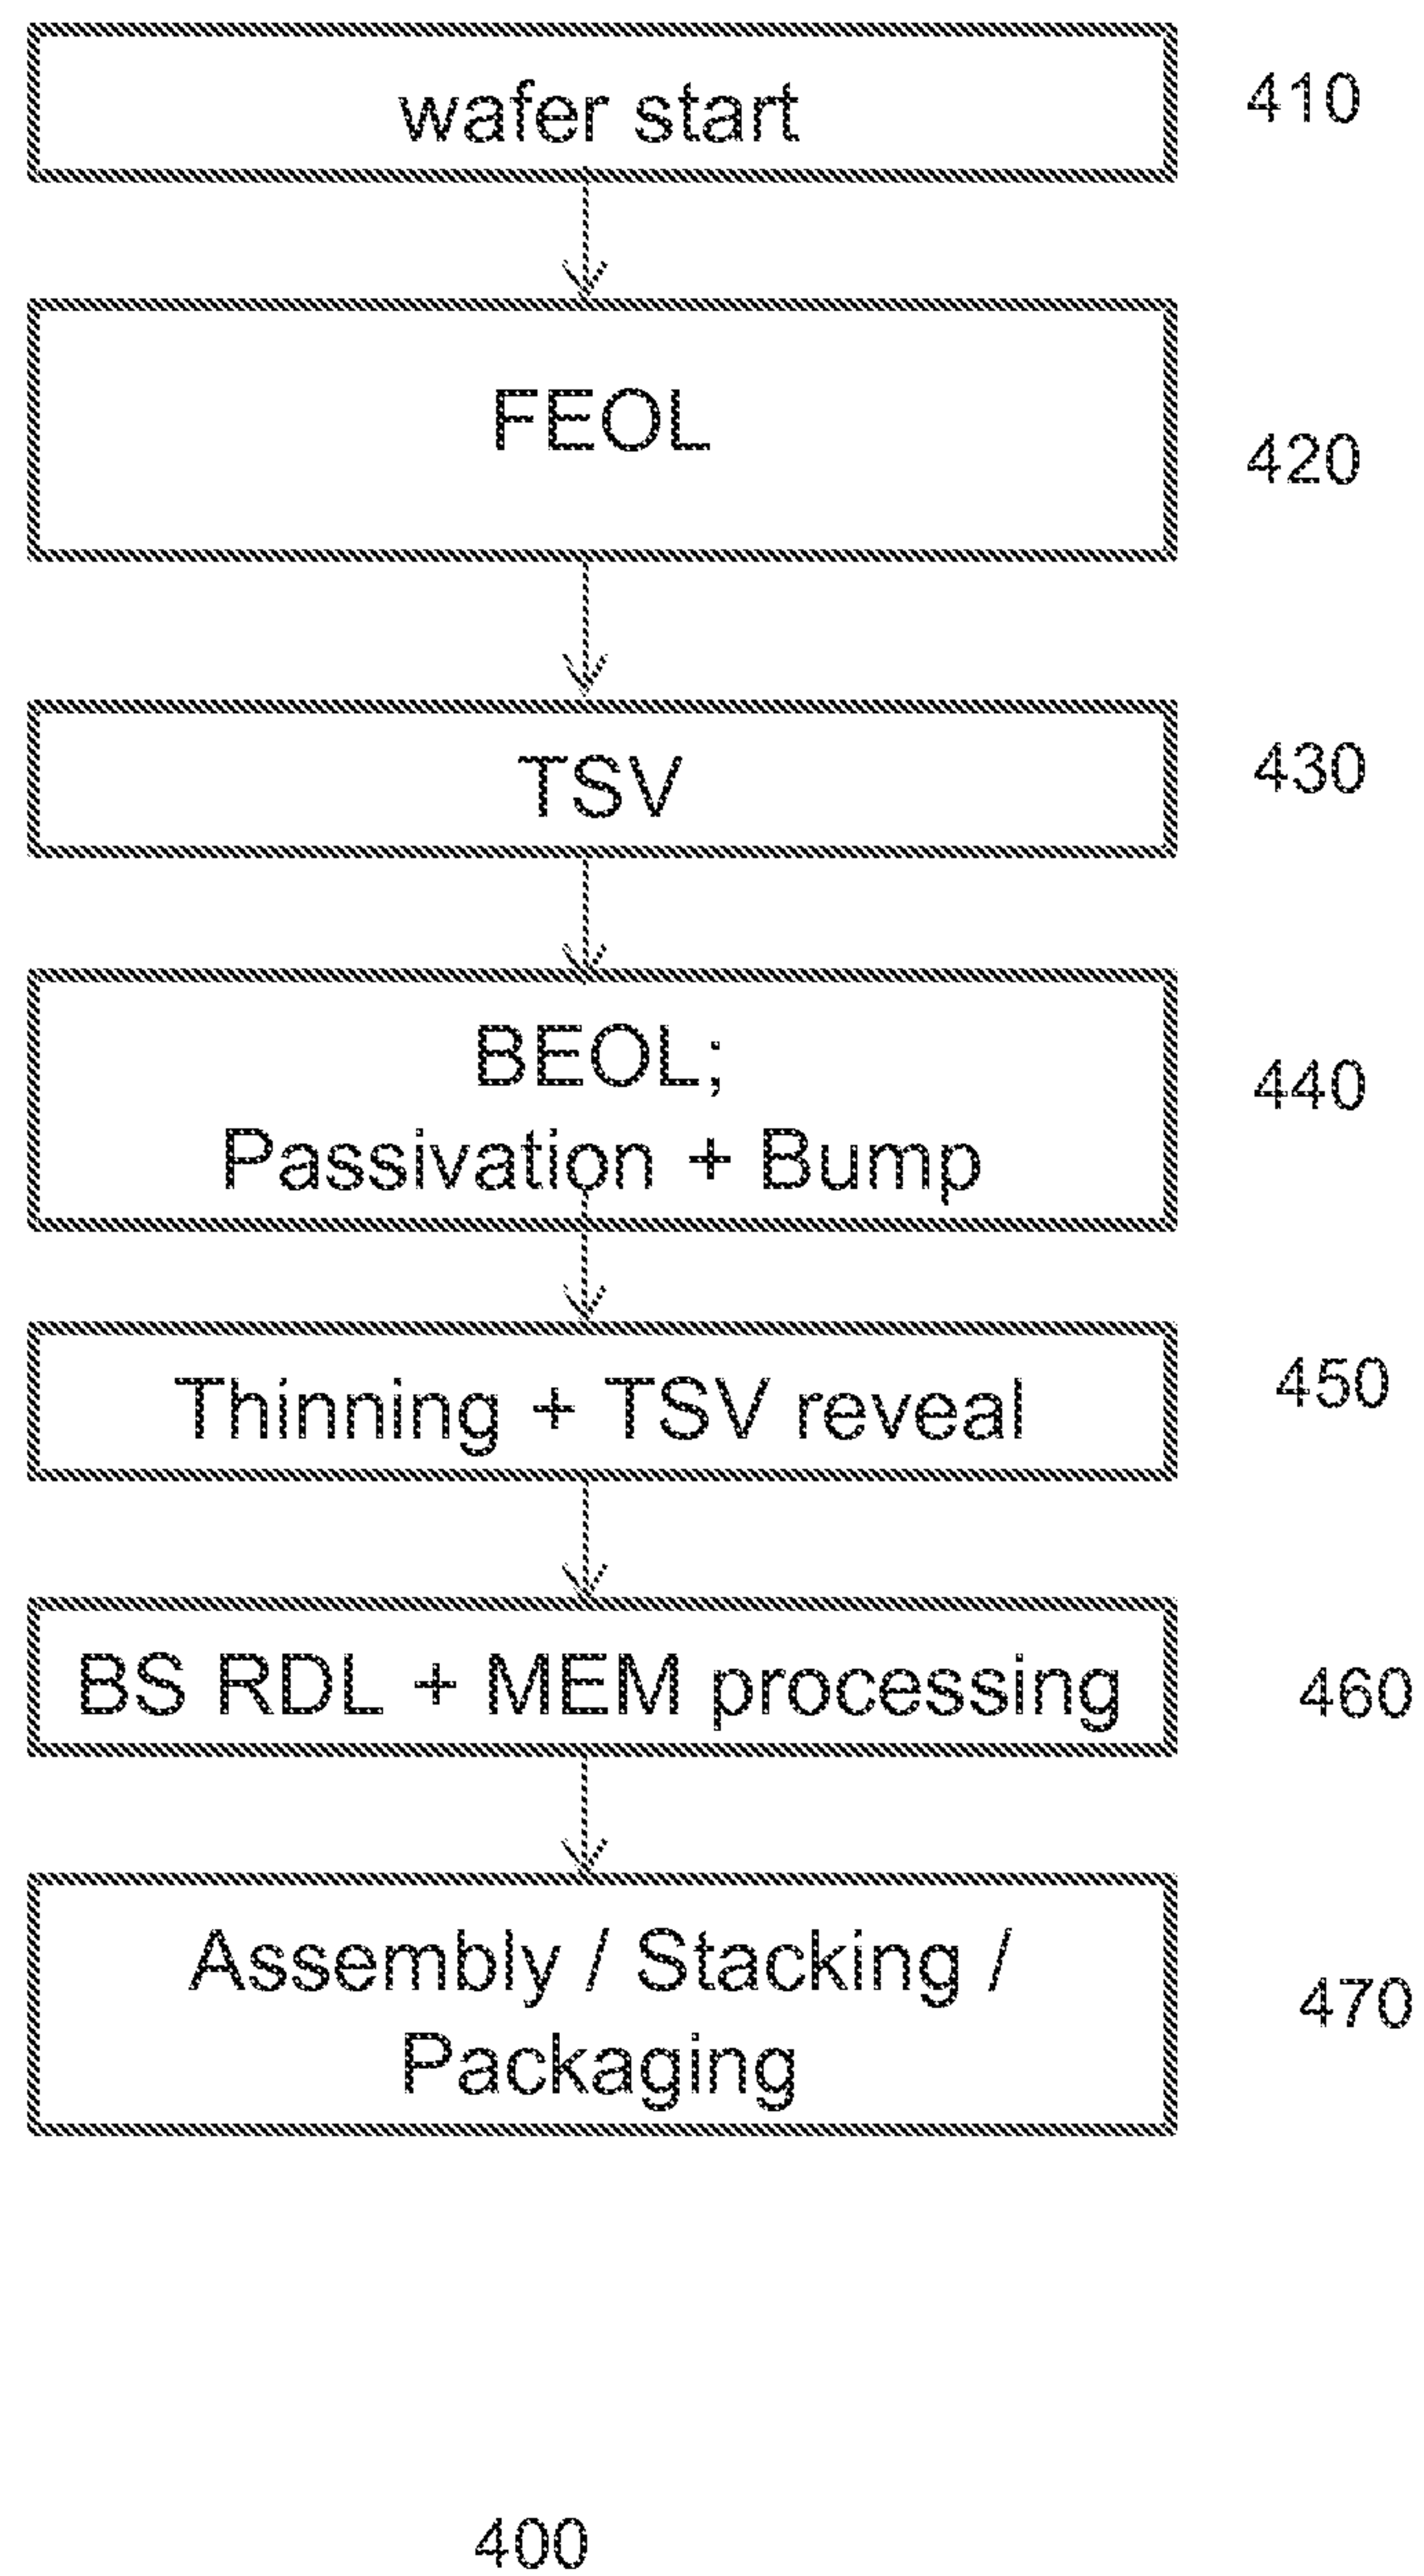 wafer start
410
FEOL
420
TSV
430
BEOL;
Passivation + Bump
440
Thinning + TSV reveal
450
BS RDL + MEM processing
460
Assembly / Stacking /
Packaging
470
400